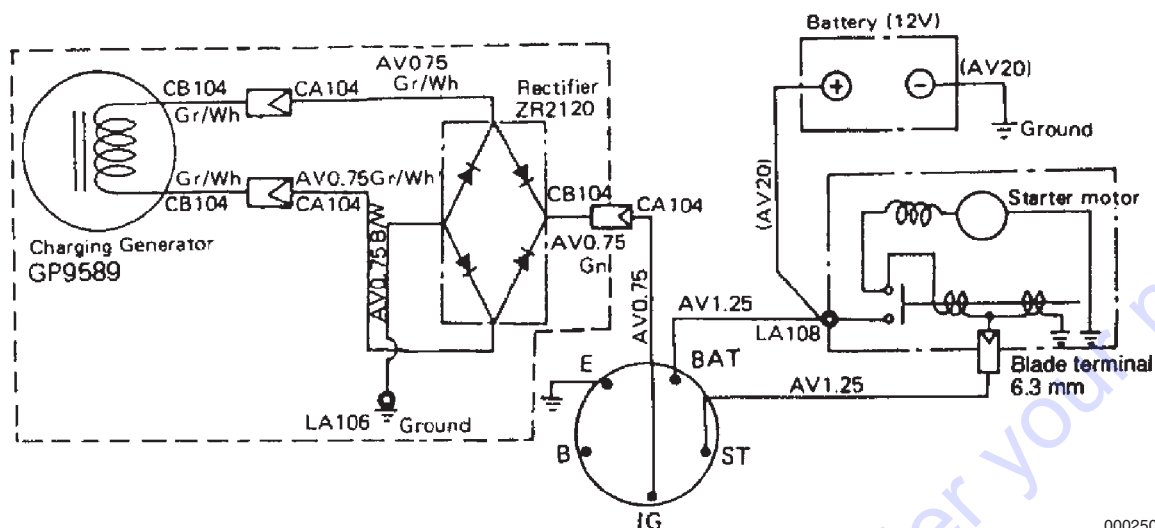 Battery (12V)
(AV20)
Ground
(AV20)
AV075
Gr/Wh
CB104
Gr/Wh
CA104
Rectifier
ZR2120
Gr/Wh
CB104
AV0.75Gr/Wh
CA104
Charging Generator
GP9589
AV0.75B/W
CB104
CA104
AV0.75
Gn
AV0.75
LA106
Ground
Starter motor
AV1.25
LA108
Blade terminal
6.3 mm
AV1.25
E
BAT
B
ST
IG
000250